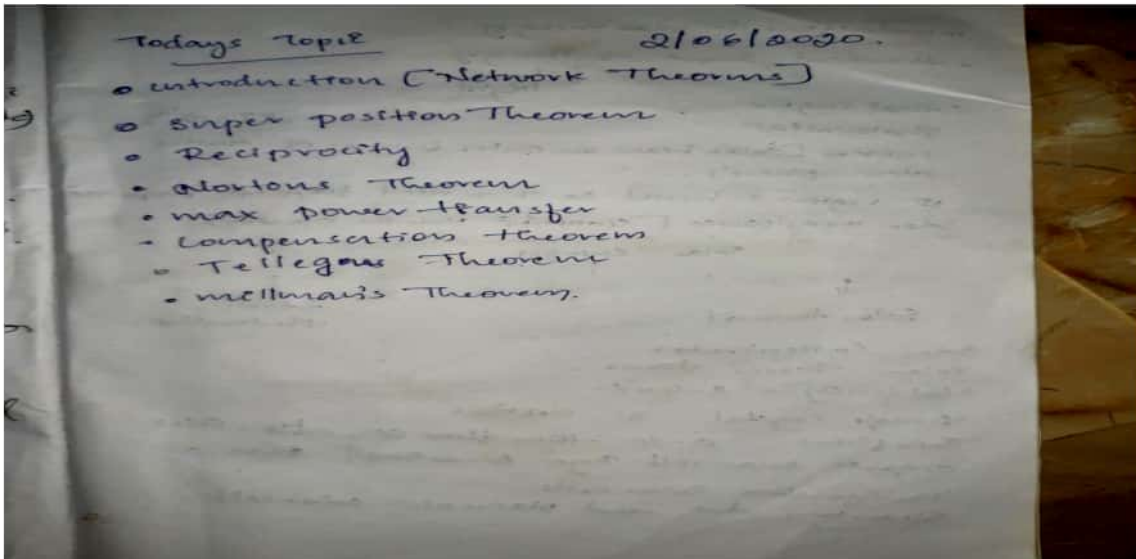 Todays Topic 2/06/2020.
• Introduction [Network Theorms]
• Super position Theorem
• Reciprocity
• Nortons Theorem
• max power transfer
• Compensation theorem
• Tellegens Theorem
• millman's Theorem.